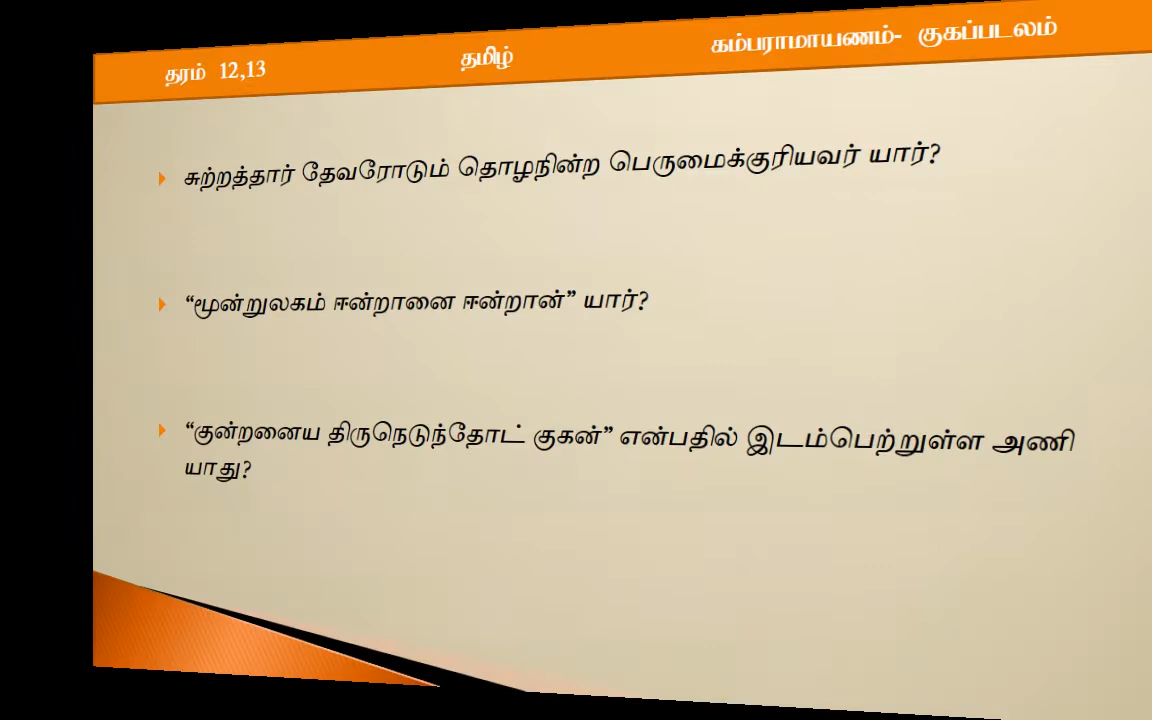 தரம் 12,13 தமிழ் கம்பராமாயணம்- குகப்படலம்
சுற்றத்தார் தேவரோடும் தொழநின்ற பெருமைக்குரியவர் யார்?
“மூன்றுலகம் ஈன்றானை ஈன்றான்” யார்?
“குன்றனைய திருநெடுந்தோட் குகன்” என்பதில் இடம்பெற்றுள்ள அணி
யாது?